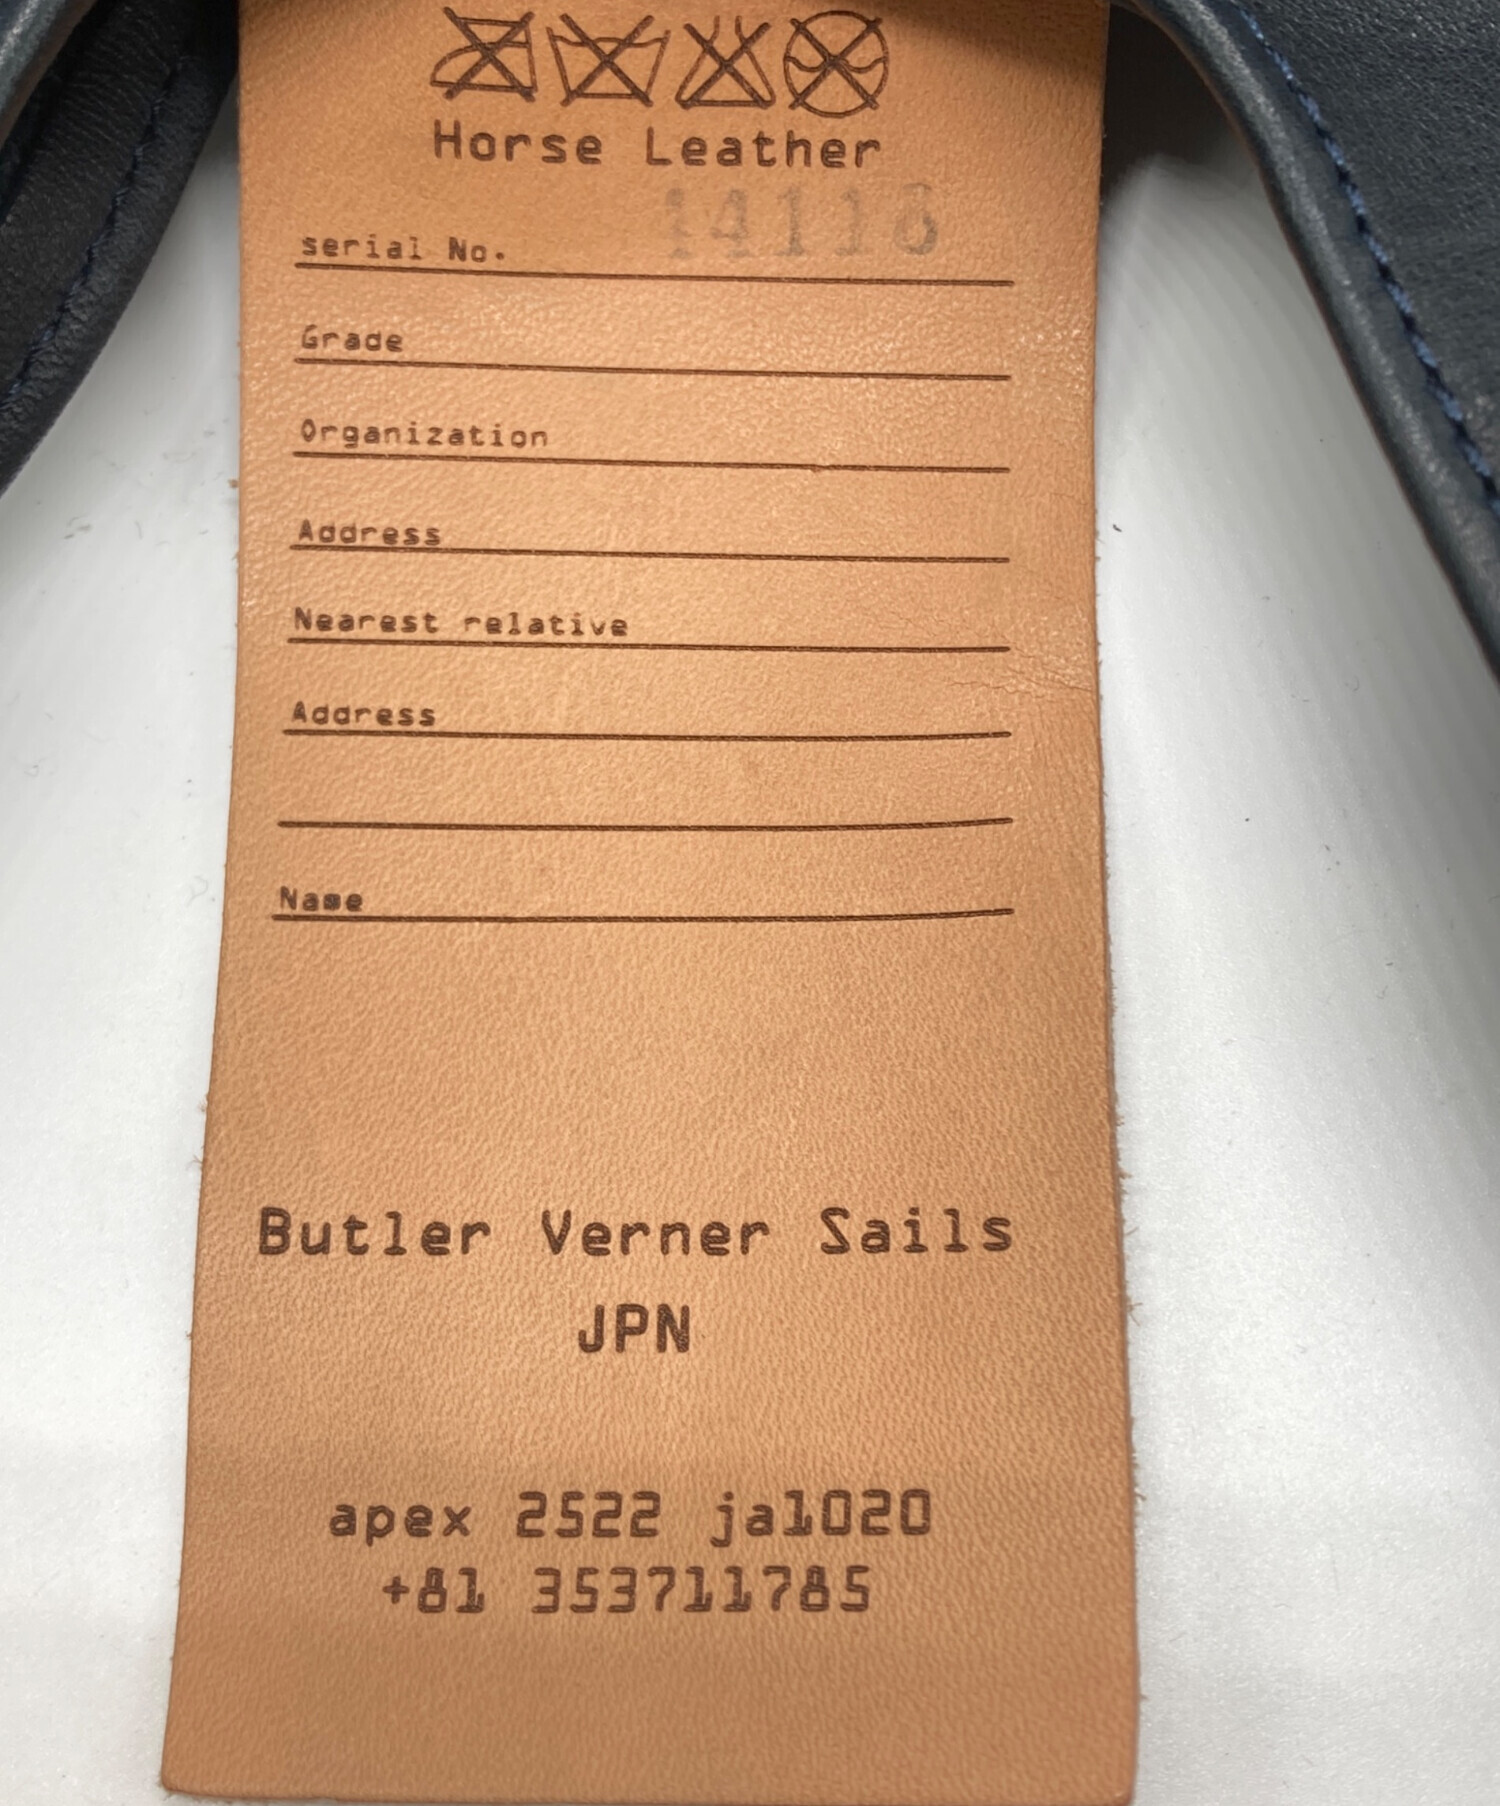 Horse Leather
serial No. 14116
Grade
Organization
Address
Nearest relative
Address
Name
Butler Verner Sails
JPN
apex 2522 ja1020
+81 353711785